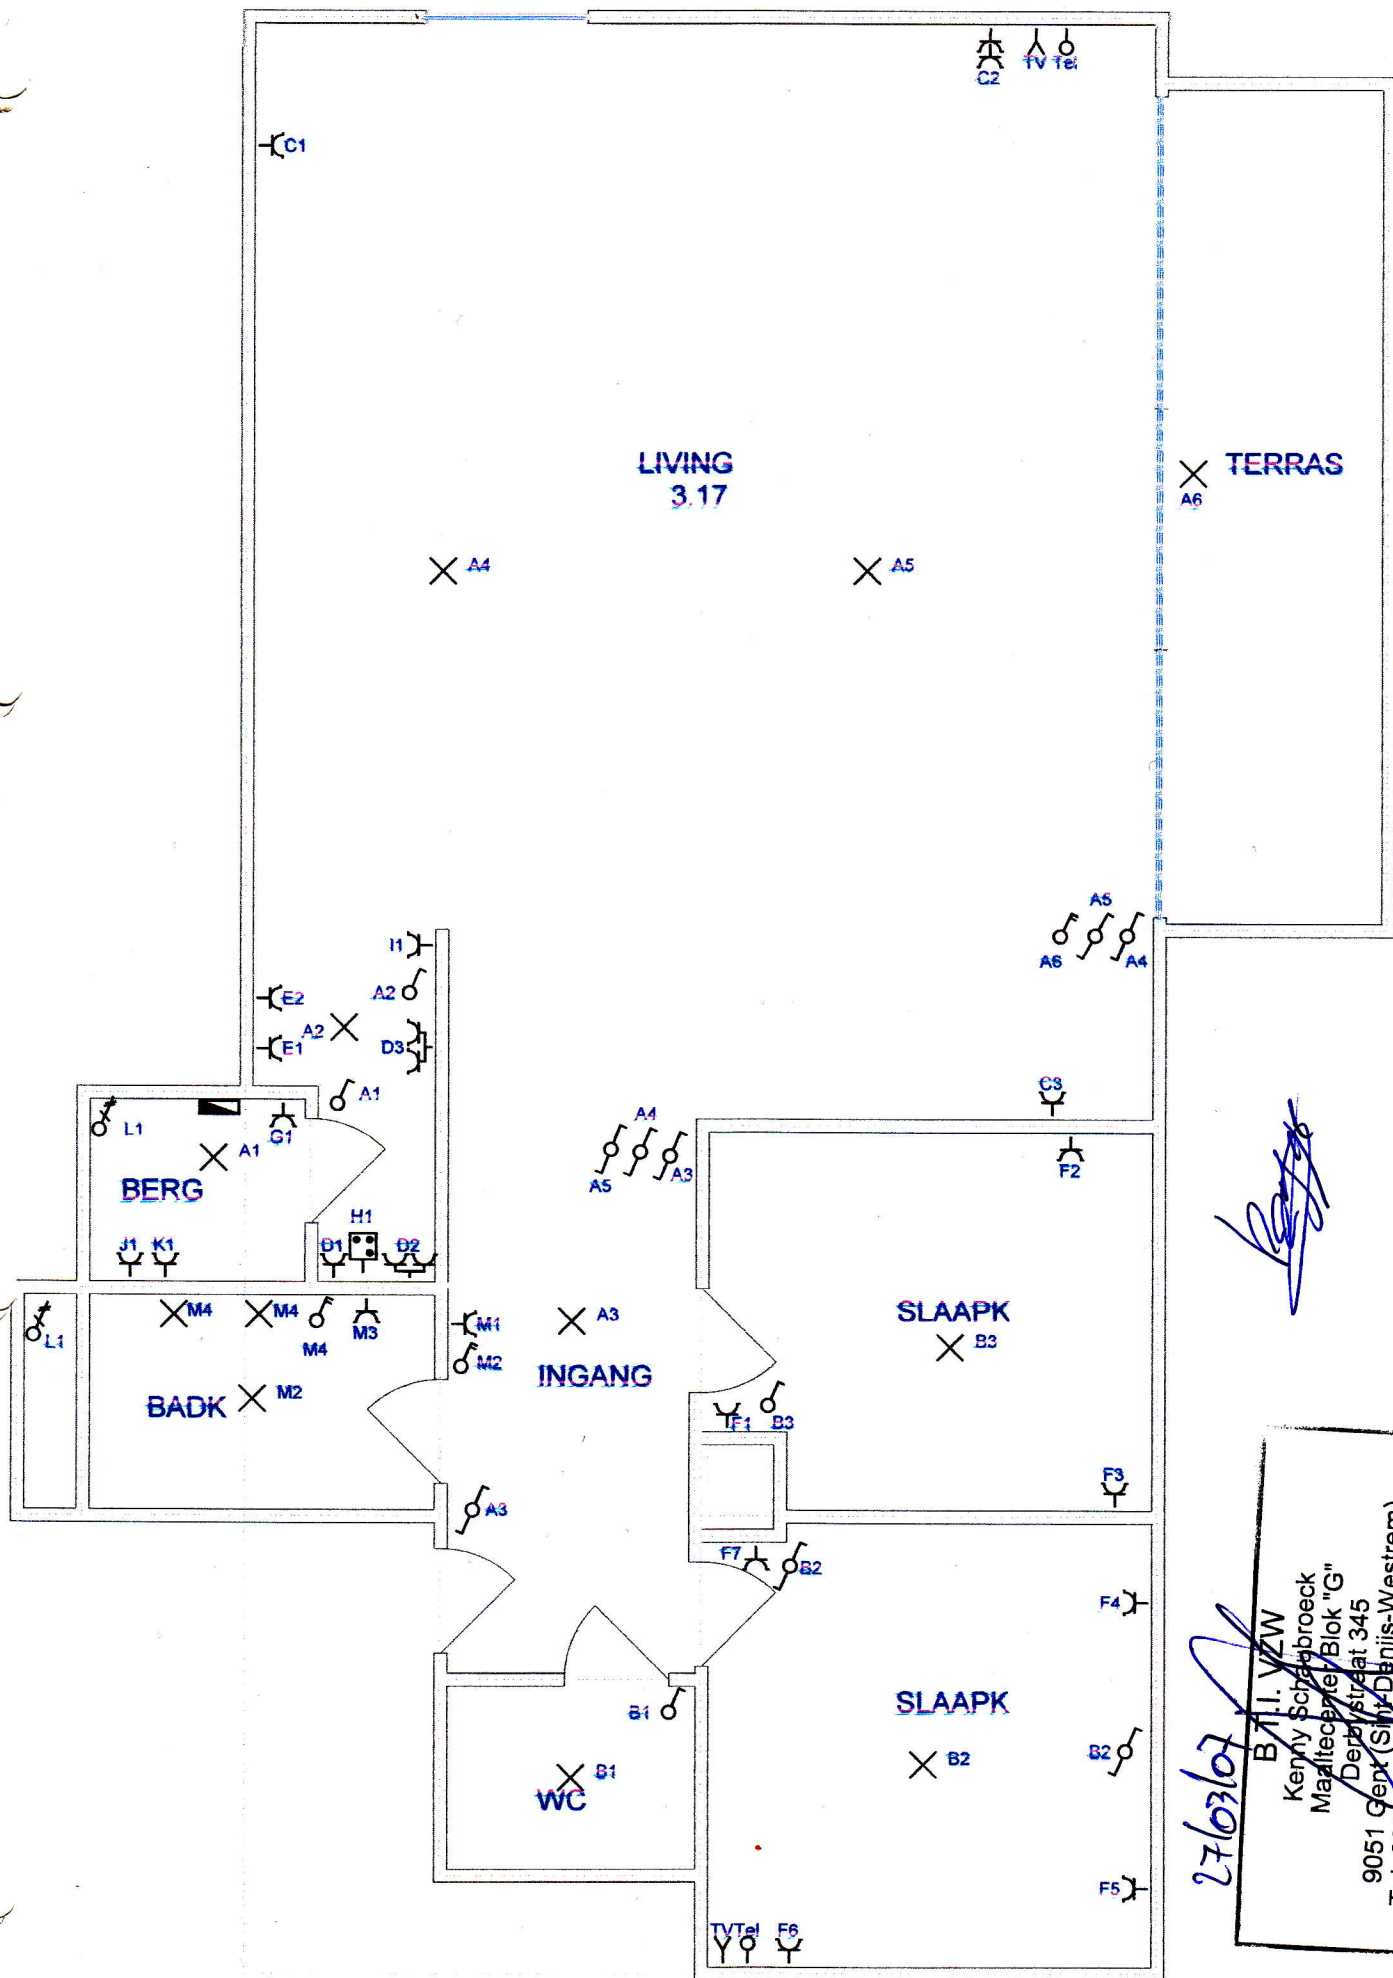 C2 TV Tel
C1
LIVING
3.17
TERRAS
A6
A4
A5
A5
A6
A4
I1
A2
E2
A2
E1
D3
A1
C3
L1
G1
A1
BERG
A4
A5
A3
F2
H1
J1 K1
D1
D2
M4
M4
M4
M3
M1
M2
A3
L1
INGANG
SLAAPK
B3
BADK
M2
F1
B3
F3
A3
F7
B2
F4
B1
SLAAPK
B2
B2
B1
WC
F5
TV Tel F6
27/03/07
B.T.I. VZW
Kenny Schabroeck
Maaltecenter Blok "G"
Derbystraat 345
9051 Gent (Sint-Denijs-Westrem)